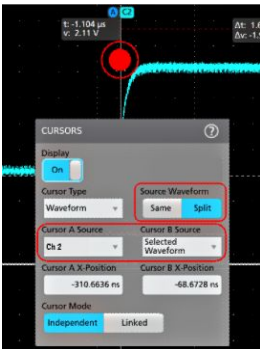 A C2
t: -1.104 µs
v: 2.11 V
Δt: 1.6
Δv: -1.9
CURSORS
?
Display
On
Cursor Type
Source Waveform
Waveform
Same Split
Cursor A Source
Cursor B Source
Ch 2
Selected
Waveform
Cursor A X-Position
Cursor B X-Position
-310.6636 ns
-68.6728 ns
Cursor Mode
Independent Linked